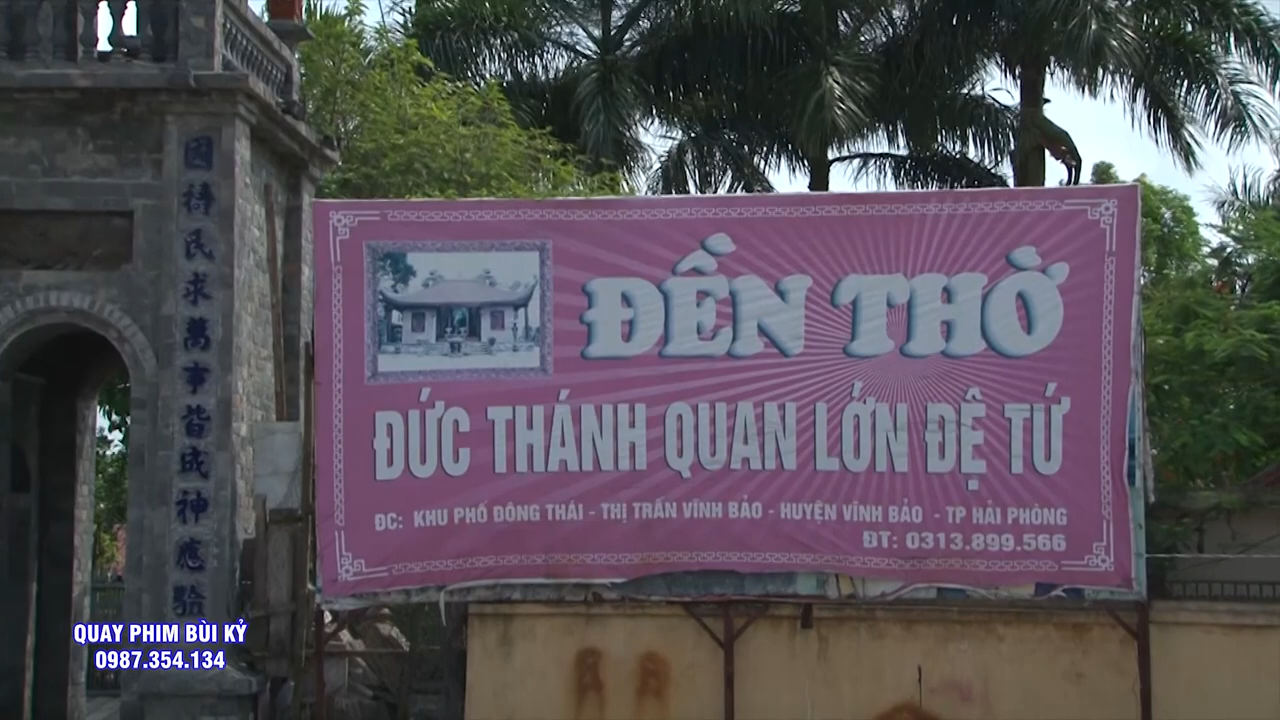 國禱民求萬事皆成神應驗
ĐỀN THỜ
ĐỨC THÁNH QUAN LỚN ĐỆ TỨ
ĐC: KHU PHỐ ĐÔNG THÁI - THỊ TRẤN VĨNH BẢO - HUYỆN VĨNH BẢO - TP HẢI PHÒNG
ĐT: 0313.899.566
QUAY PHIM BÙI KỶ
0987.354.134